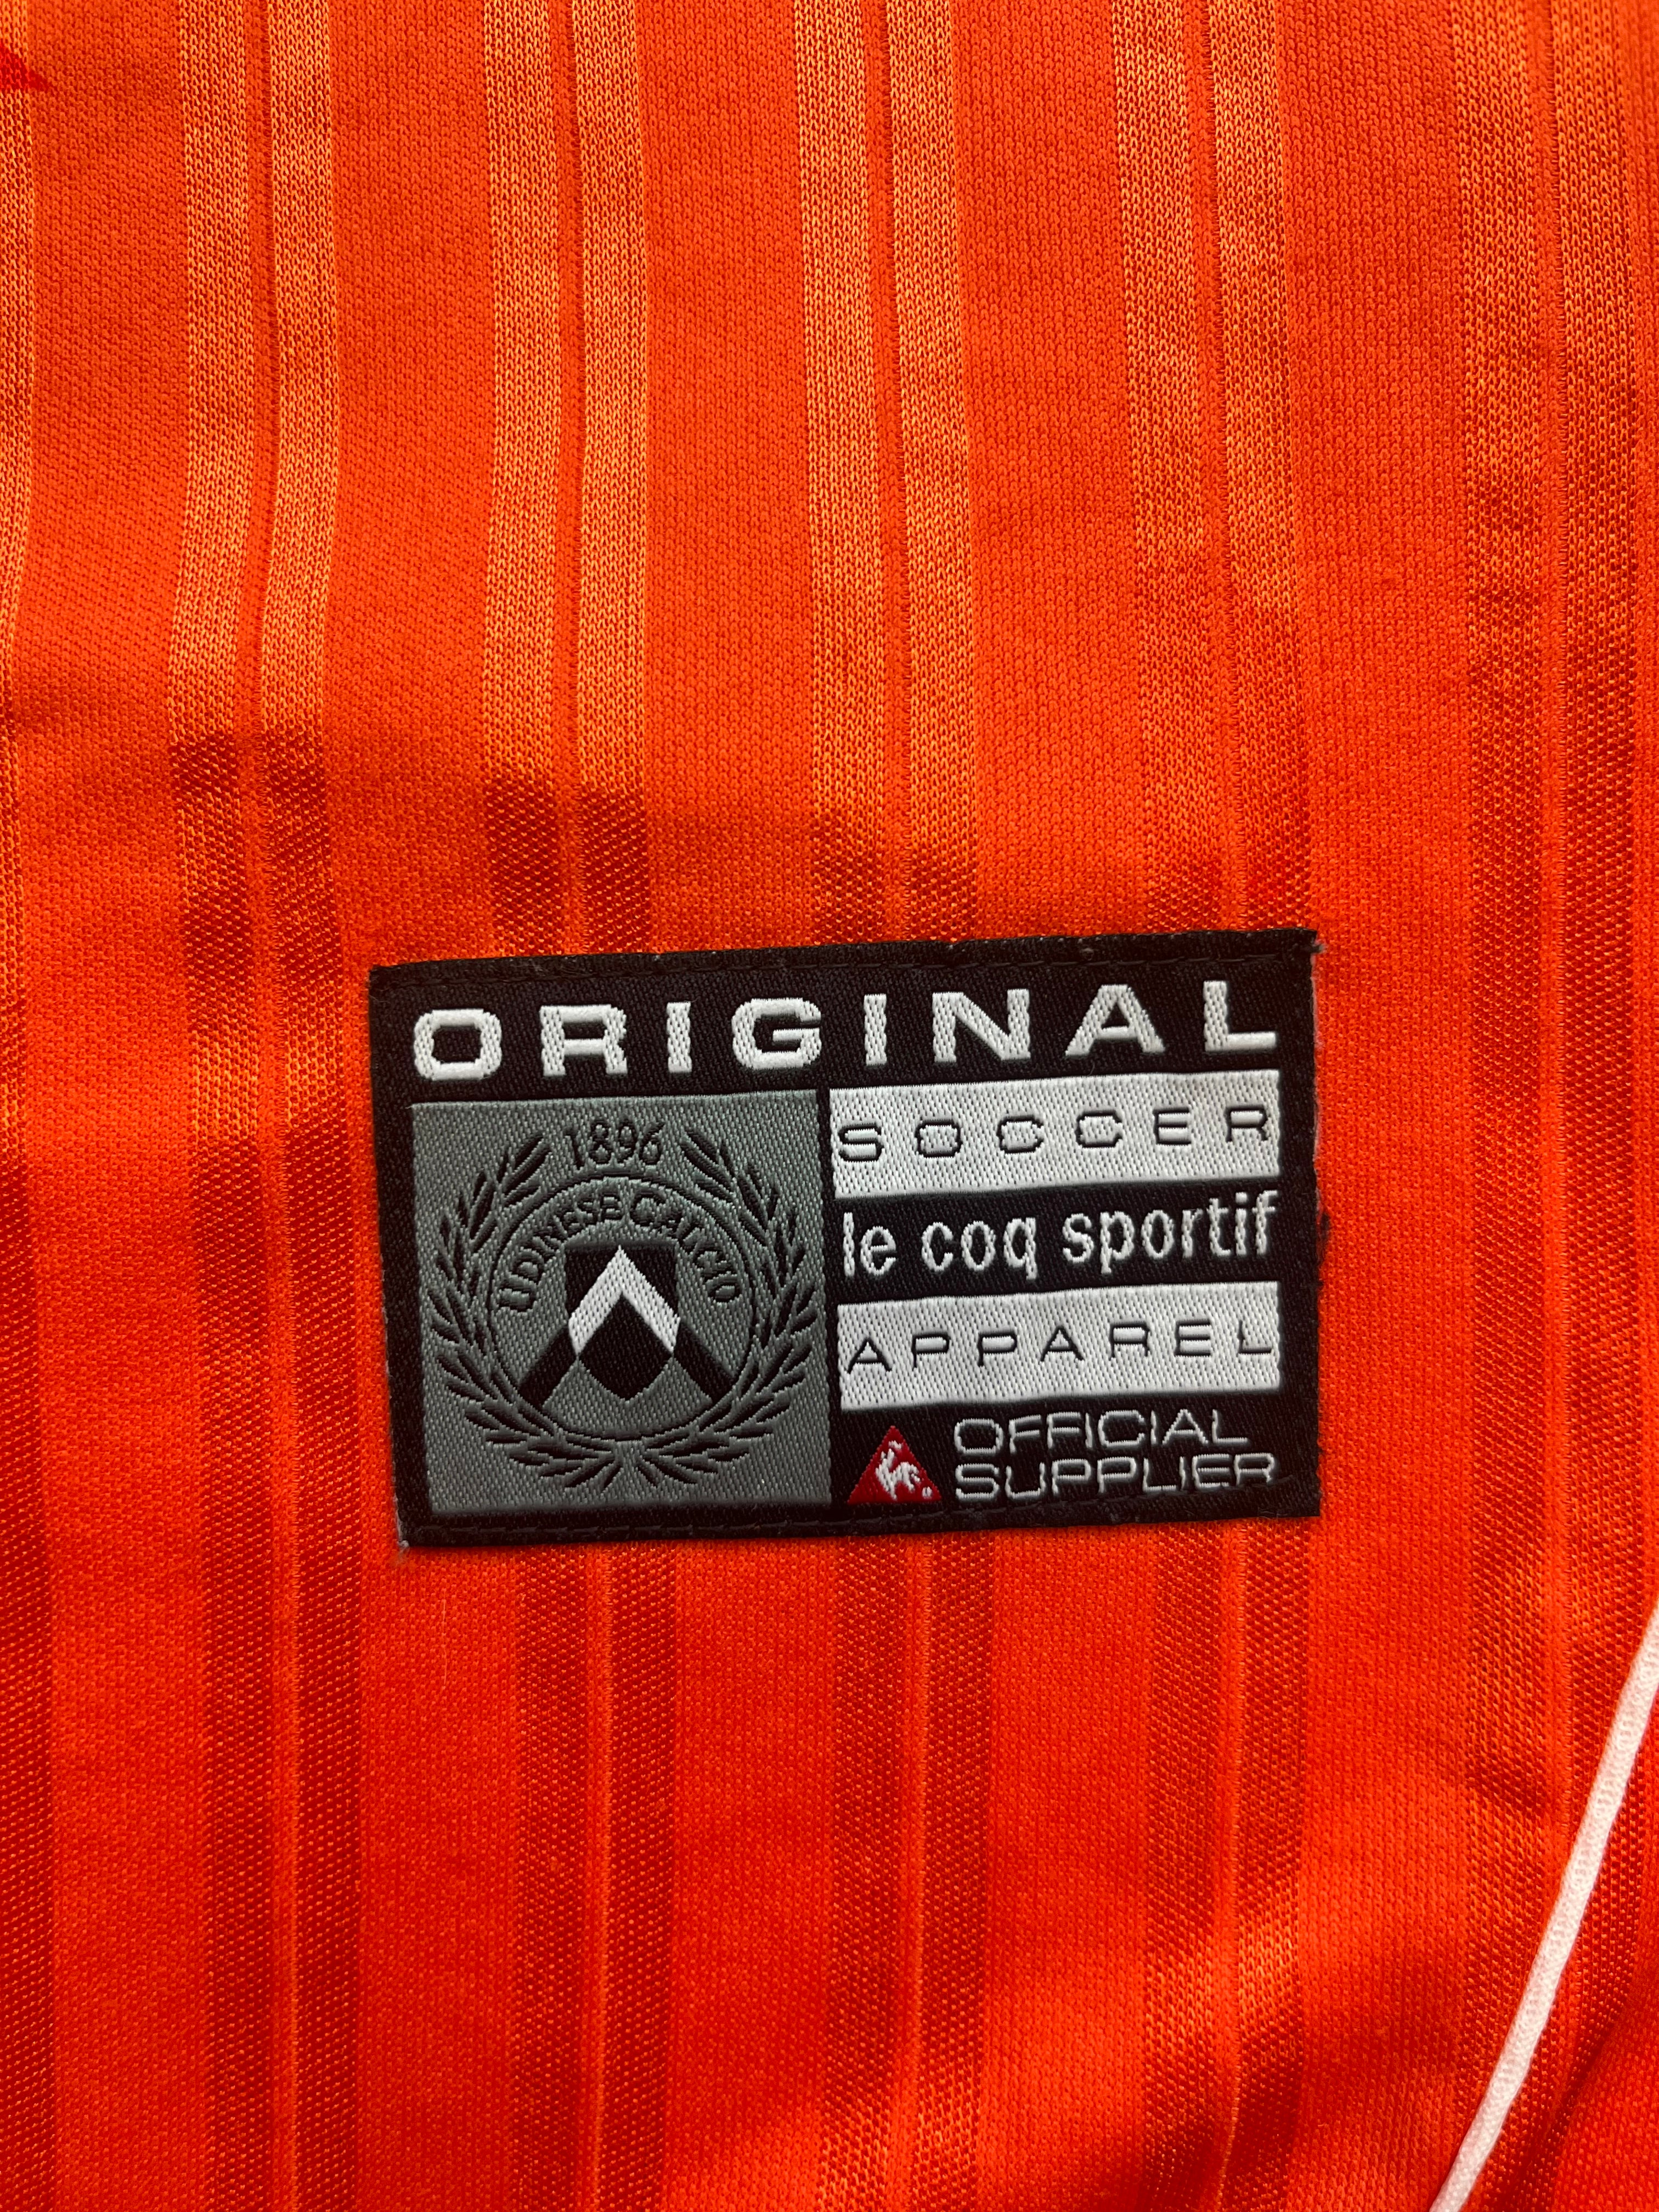 ORIGINAL
1896
UDINESE CALCIO
SOCCER
le coq sportif
APPAREL
OFFICIAL
SUPPLIER